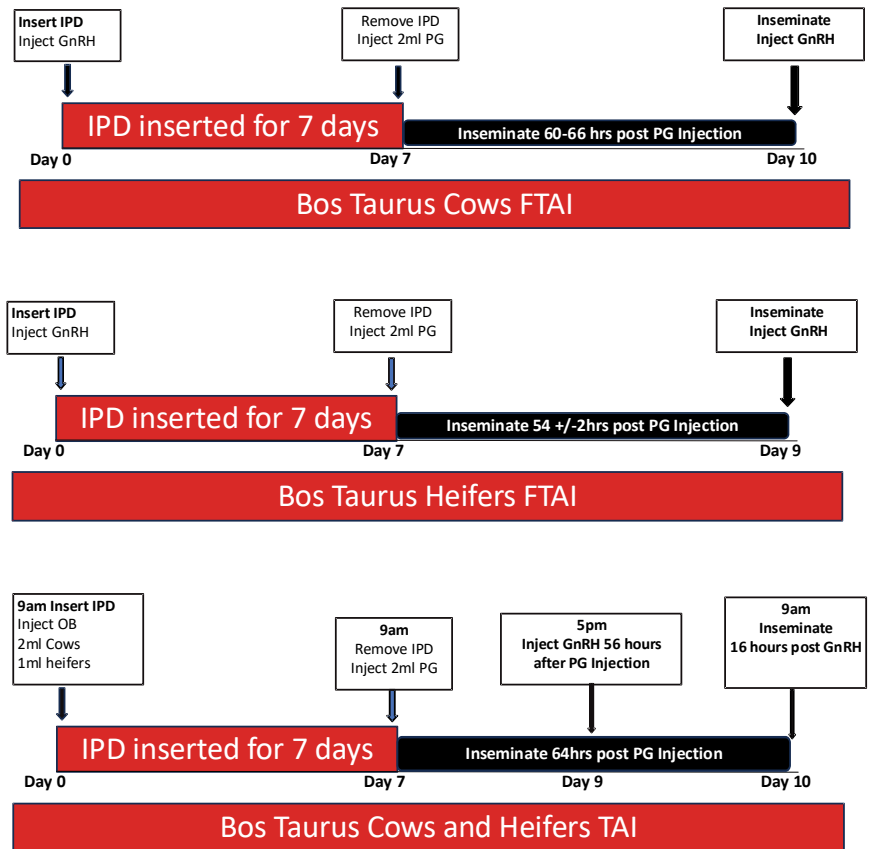 Insert IPD
Inject GnRH
Remove IPD
Inject 2ml PG
Inseminate
Inject GnRH
IPD inserted for 7 days
Inseminate 60-66 hrs post PG Injection
Day 0
Day 7
Day 10
Bos Taurus Cows FTAI
Insert IPD
Inject GnRH
Remove IPD
Inject 2ml PG
Inseminate
Inject GnRH
IPD inserted for 7 days
Inseminate 54 +/-2hrs post PG Injection
Day 0
Day 7
Day 9
Bos Taurus Heifers FTAI
9am Insert IPD
Inject OB
2ml Cows
1ml heifers
9am
Remove IPD
Inject 2ml PG
5pm
Inject GnRH 56 hours
after PG Injection
9am
Inseminate
16 hours post GnRH
IPD inserted for 7 days
Inseminate 64hrs post PG Injection
Day 0
Day 7
Day 9
Day 10
Bos Taurus Cows and Heifers TAI